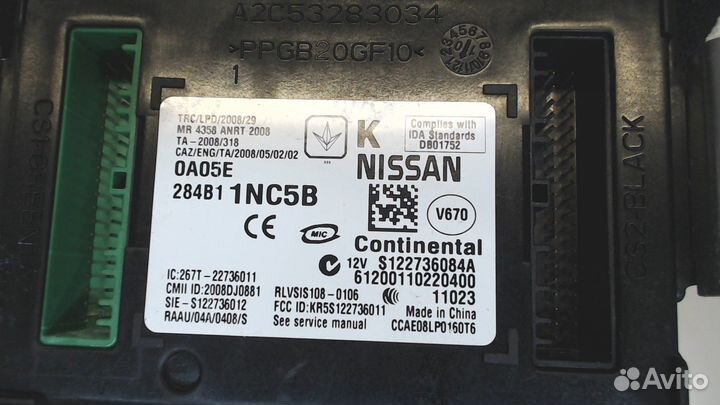 A2C53283034
>PPGB20GF10<
1
TRC/LPD/2008/29
MR 4358 ANRT 2008
TA-2008/318
CAZ/ENG/TA/2008/05/02/02
0A05E
284B1 1NC5B
K
Complies with
IDA Standards
DB01752
NISSAN
CE
MIC
V670
Continental
12V S122736084A
61200110220400
11023
IC:267T-22736011
CMII ID:2008DJ0881
SIE-S122736012
RAAU/04A/0408/S
RLVSIS108-0106
FCC ID:KR5S122736011
See service manual
Made in China
CCAE08LP0160T6
CS2-BLACK
Avito